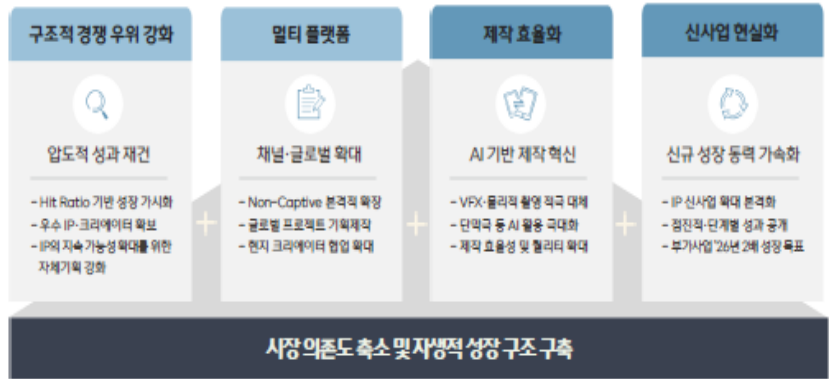 구조적 경쟁 우위 강화
압도적 성과 재건
- Hit Ratio 기반 성장 가시화
- 우수 IP·크리에이터 확보
- IP의 지속 가능성 확대를 위한
자체기획 강화
멀티 플랫폼
채널·글로벌 확대
- Non-Captive 본격적 확장
- 글로벌 프로젝트 기획제작
- 현지 크리에이터 협업 확대
제작 효율화
AI 기반 제작 혁신
- VFX·물리적 촬영 적극 대체
- 단막극 등 AI 활용 극대화
- 제작 효율성 및 퀄리티 확대
신사업 현실화
신규 성장 동력 가속화
- IP 신사업 확대 본격화
- 점진적·단계별 성과 공개
- 부가사업 '26년 2배 성장 목표
시장 의존도 축소 및 자생적 성장 구조 구축